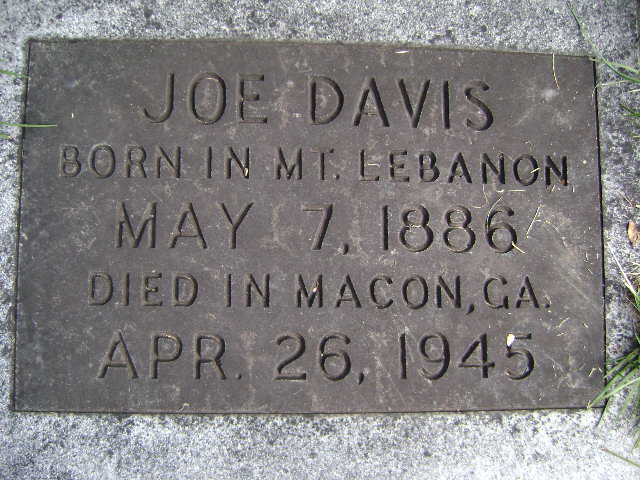 JOE DAVIS
BORN IN MT. LEBANON
MAY 7, 1886
DIED IN MACON, GA.
APR. 26, 1945